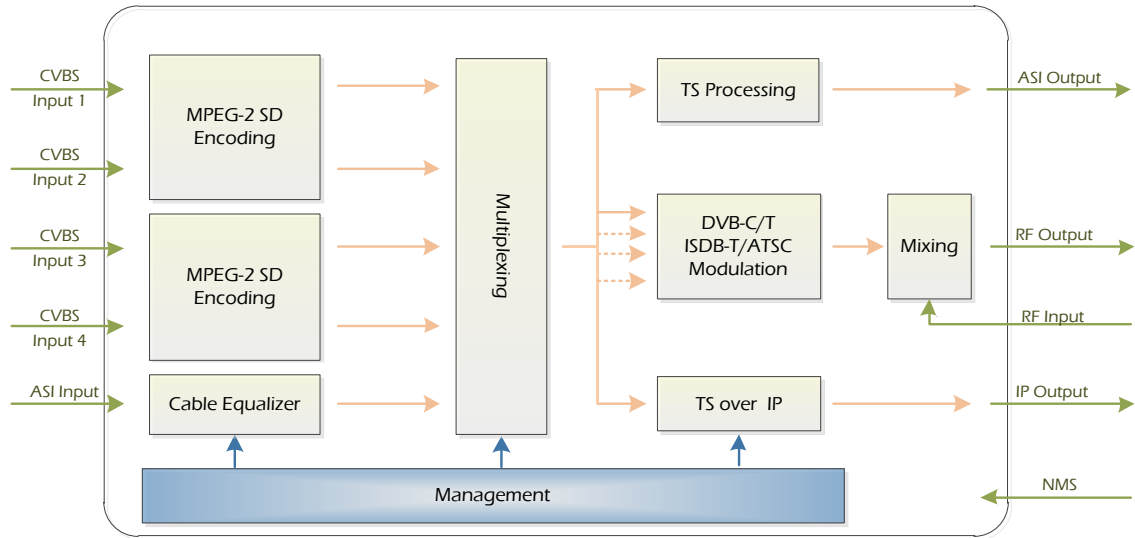 CVBS
Input 1
CVBS
Input 2
CVBS
Input 3
CVBS
Input 4
ASI Input
MPEG-2 SD
Encoding
MPEG-2 SD
Encoding
Cable Equalizer
Multiplexing
TS Processing
DVB-C/T
ISDB-T/ATSC
Modulation
Mixing
TS over IP
ASI Output
RF Output
RF Input
IP Output
NMS
Management